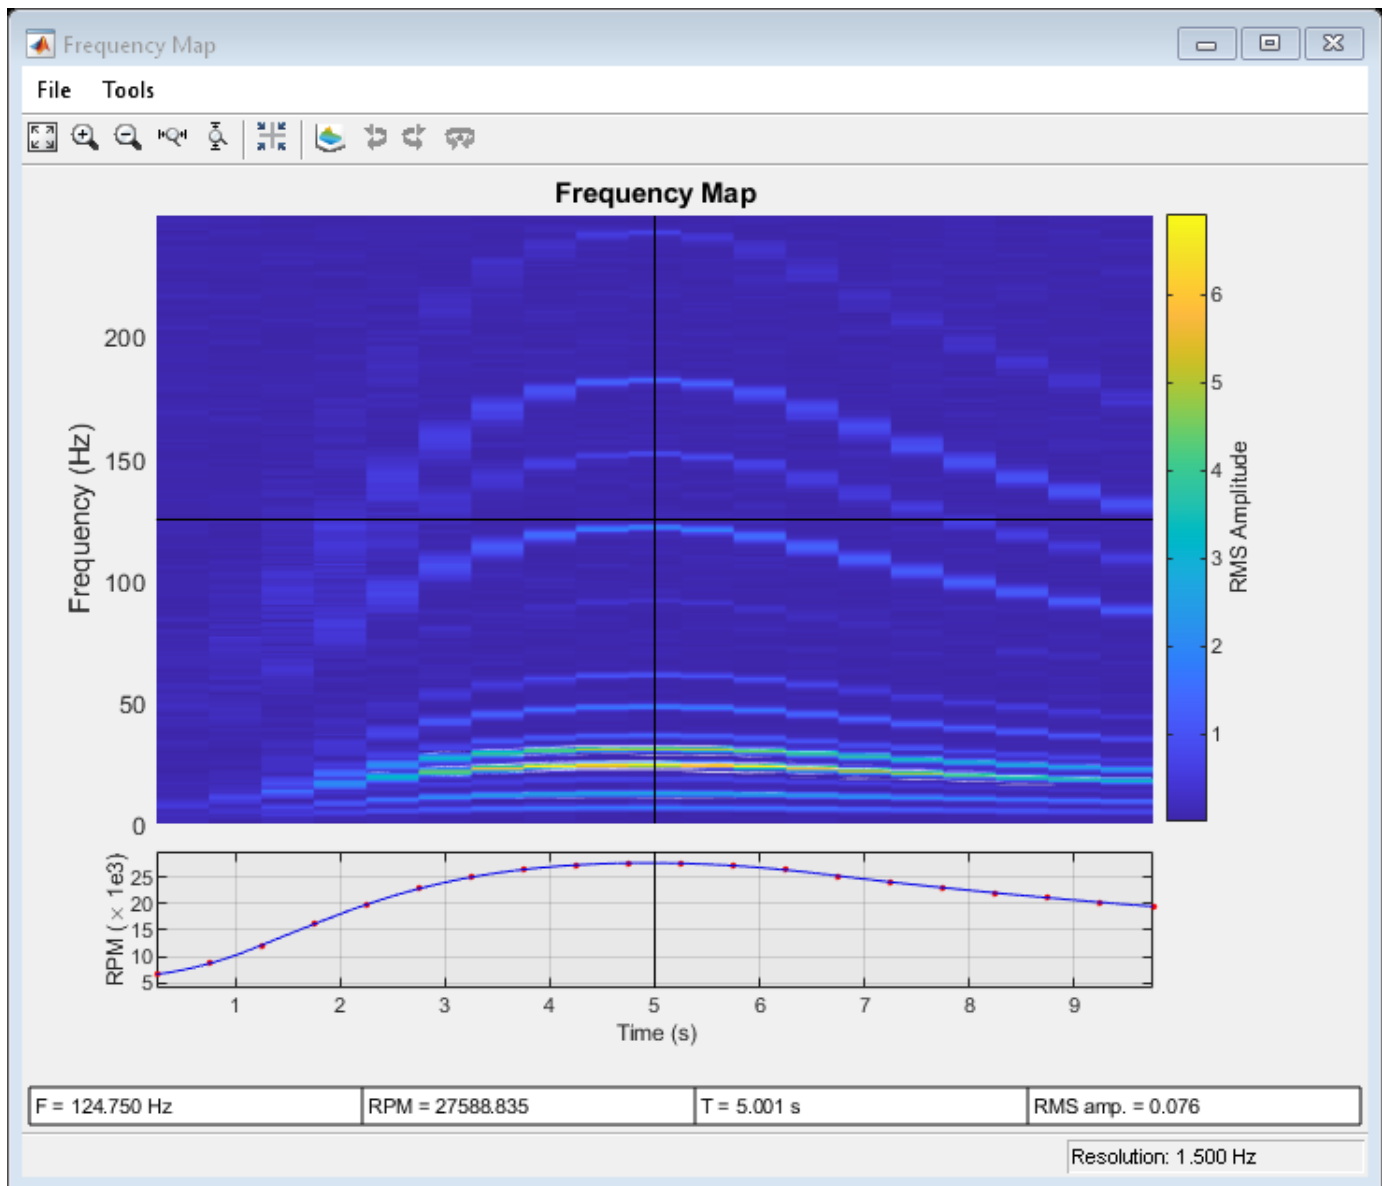 Frequency Map
File Tools
Frequency Map
Frequency (Hz)
200
150
100
50
0
6
5
4
3
2
1
RMS Amplitude
RPM (× 1e3)
25
20
15
10
5
1 2 3 4 5 6 7 8 9
Time (s)
F = 124.750 Hz RPM = 27588.835 T = 5.001 s RMS amp. = 0.076
Resolution: 1.500 Hz